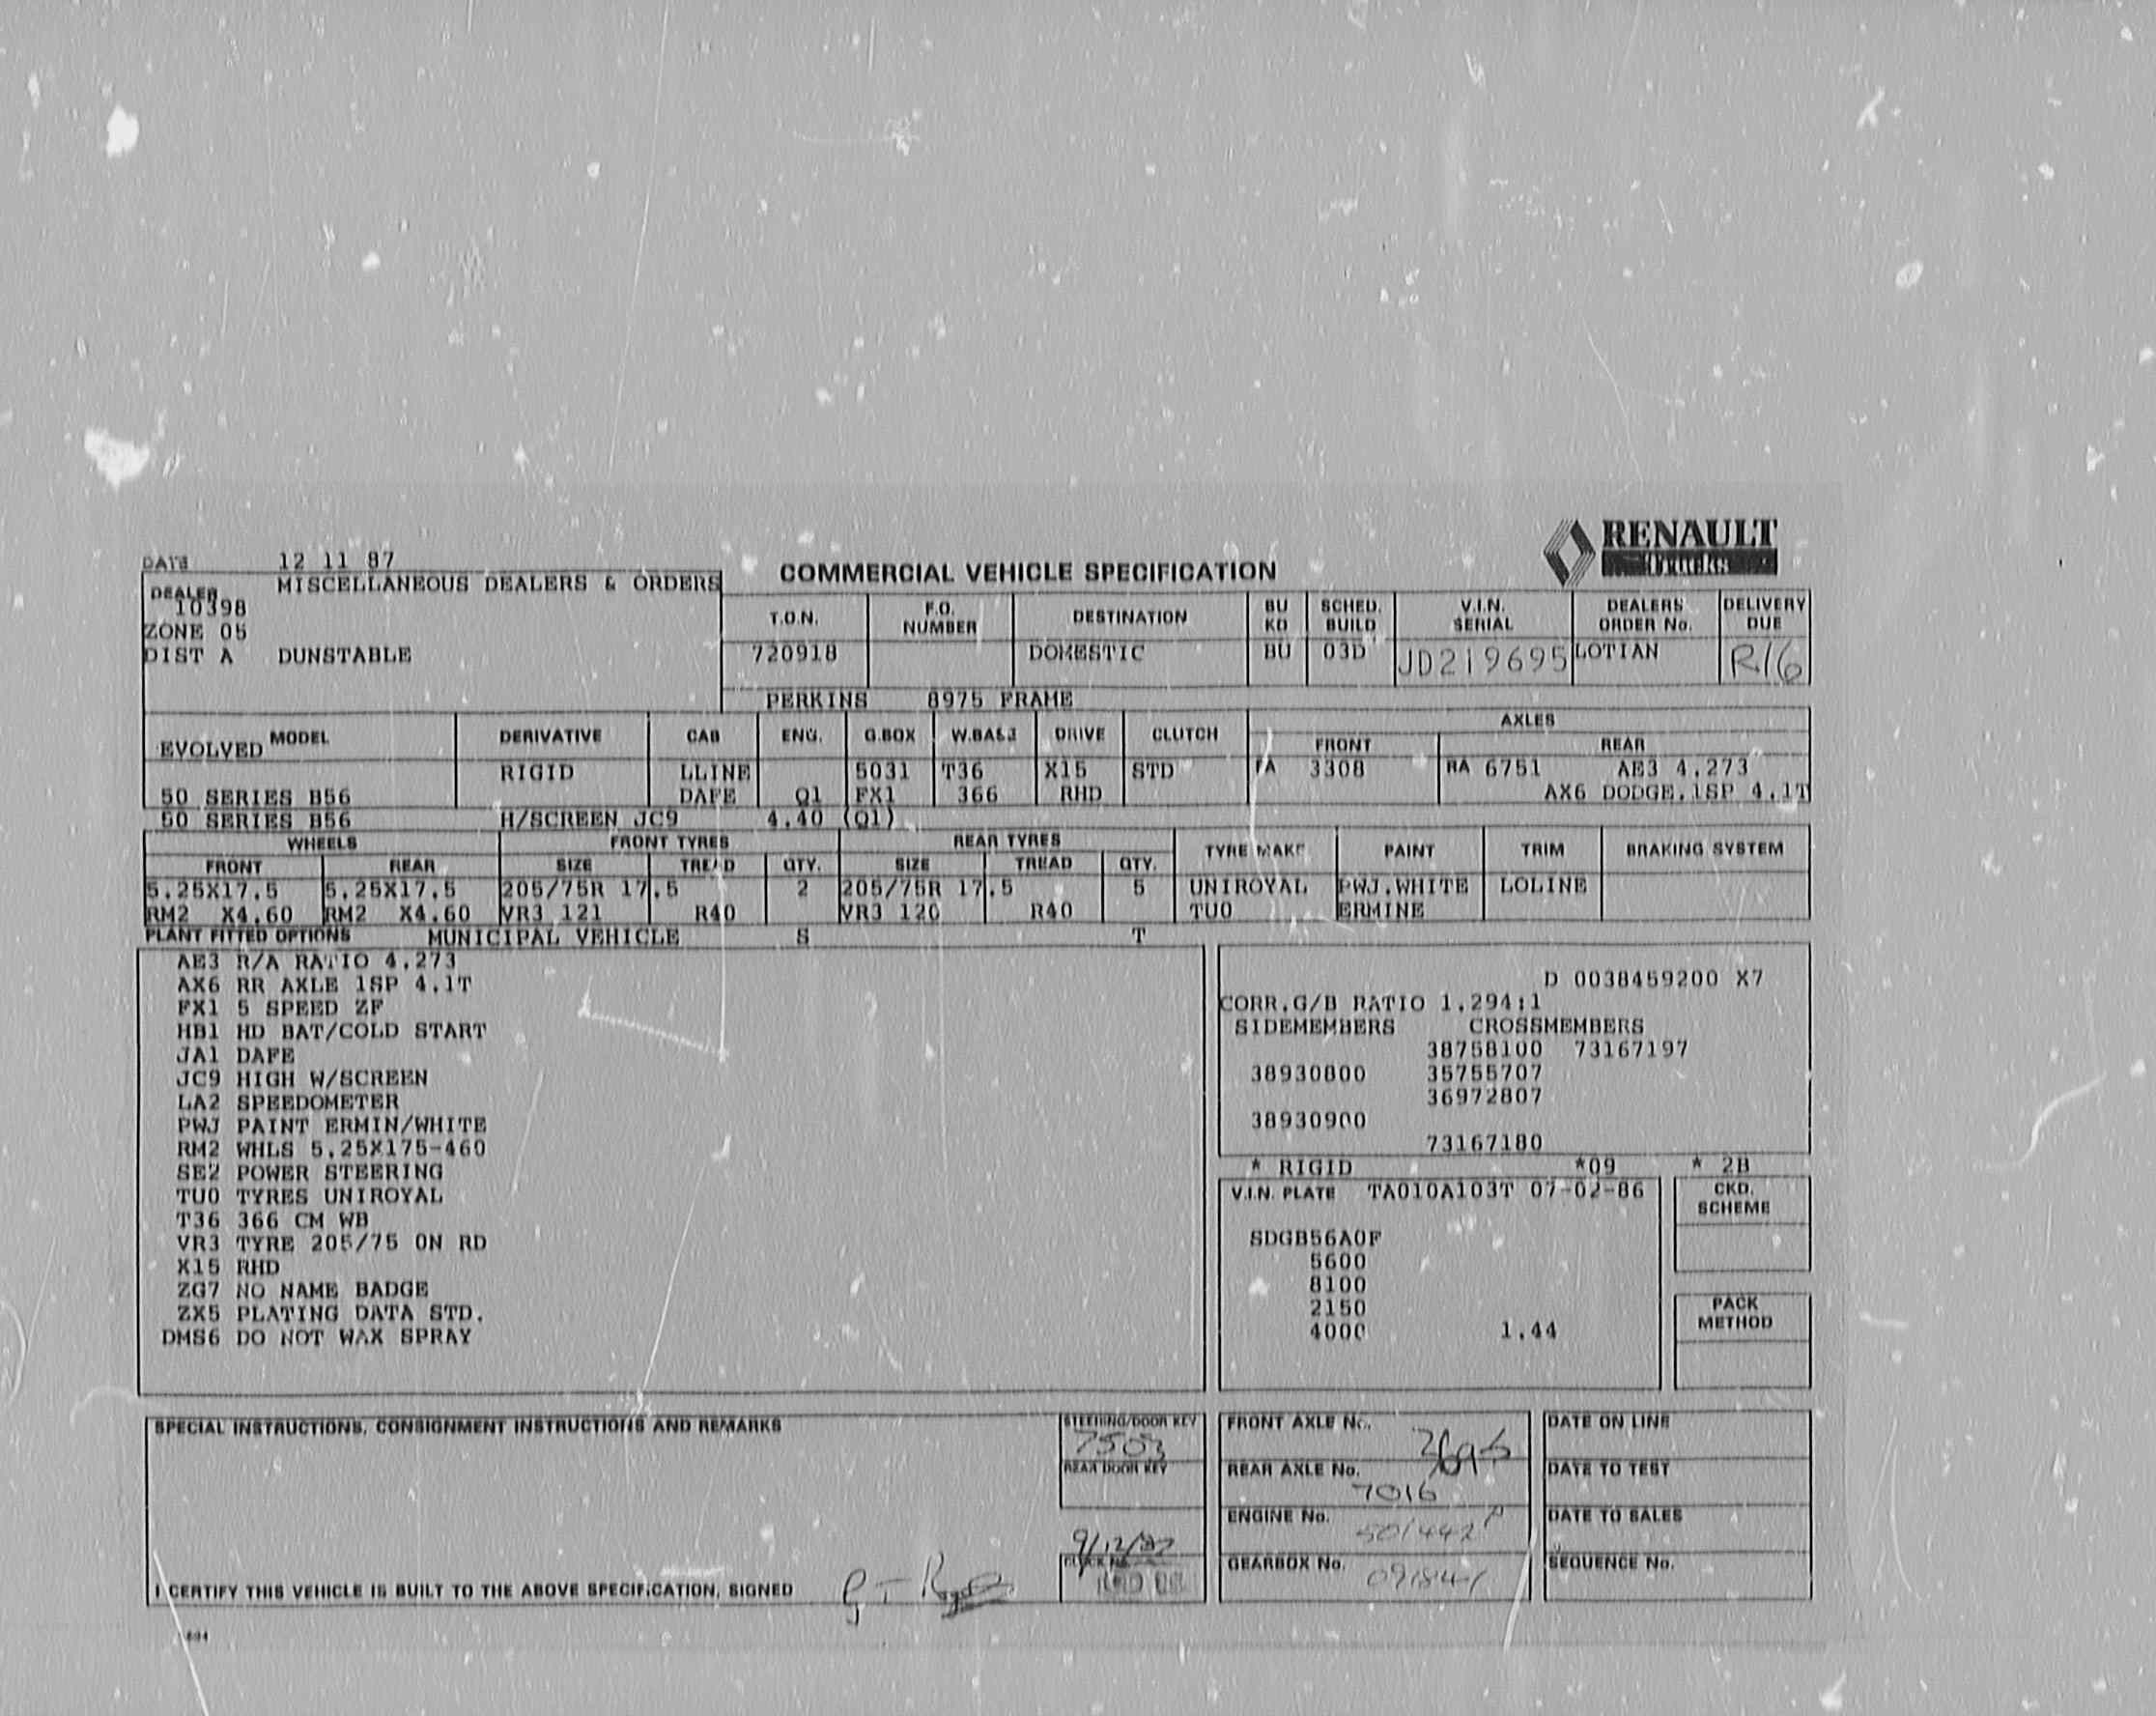 RENAULT
Trucks
DATE 12 11 87
COMMERCIAL VEHICLE SPECIFICATION
DEALER MISCELLANEOUS DEALERS & ORDERS
10398
ZONE 05
DIST A DUNSTABLE
T.O.N. F.O. NUMBER DESTINATION BU KD SCHED. BUILD V.I.N. SERIAL DEALERS ORDER No. DELIVERY DUE
720918 DOMESTIC BU 03D JD219695 LOTIAN R16
PERKINS 8975 FRAME
MODEL DERIVATIVE CAB ENG. G.BOX W.BASE DRIVE CLUTCH AXLES
EVOLVED FRONT REAR
RIGID LLINE 5031 T36 X15 STD FA 3308 RA 6751 AE3 4.273
50 SERIES B56 DAFE Q1 FX1 366 RHD AX6 DODGE.1SP 4.1T
50 SERIES B56 H/SCREEN JC9 4.40 (Q1)
WHEELS FRONT TYRES REAR TYRES TYRE MAKE PAINT TRIM BRAKING SYSTEM
FRONT REAR SIZE TREAD QTY. SIZE TREAD QTY.
5.25X17.5 5.25X17.5 205/75R 17.5 2 205/75R 17.5 5 UNIROYAL PWJ.WHITE LOLINE
RM2 X4.60 RM2 X4.60 VR3 121 R40 VR3 120 R40 TU0 ERMINE
PLANT FITTED OPTIONS MUNICIPAL VEHICLE S T
AE3 R/A RATIO 4.273
AX6 RR AXLE 1SP 4.1T
FX1 5 SPEED ZF
HB1 HD BAT/COLD START
JA1 DAFE
JC9 HIGH W/SCREEN
LA2 SPEEDOMETER
PWJ PAINT ERMIN/WHITE
RM2 WHLS 5.25X175-460
SE2 POWER STEERING
TU0 TYRES UNIROYAL
T36 366 CM WB
VR3 TYRE 205/75 ON RD
X15 RHD
ZG7 NO NAME BADGE
ZX5 PLATING DATA STD.
DMS6 DO NOT WAX SPRAY
D 0038459200 X7
CORR.G/B RATIO 1.294:1
SIDEMEMBERS CROSSMEMBERS
38758100 73167197
38930800 35755707
36972807
38930900
73167180
* RIGID *09 * 2B
V.I.N. PLATE TA010A103T 07-02-86
CKD. SCHEME
SDGB56A0F
5600
8100
2150
4000 1.44
PACK METHOD
SPECIAL INSTRUCTIONS, CONSIGNMENT INSTRUCTIONS AND REMARKS
STEERING/DOOR KEY
7503
REAR DOOR KEY
9/12/87
CLOCK No.
FRONT AXLE No.
REAR AXLE No.
7016
ENGINE No.
501442
GEARBOX No.
DATE ON LINE
DATE TO TEST
DATE TO SALES
SEQUENCE No.
I CERTIFY THIS VEHICLE IS BUILT TO THE ABOVE SPECIFICATION, SIGNED